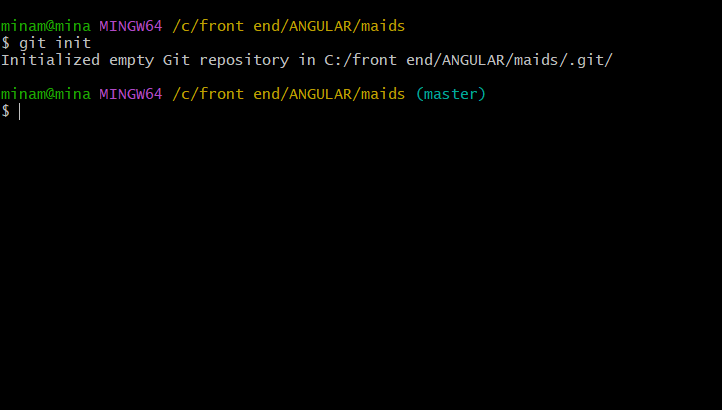 minam@mina MINGW64 /c/front end/ANGULAR/maids
$ git init
Initialized empty Git repository in C:/front end/ANGULAR/maids/.git/
minam@mina MINGW64 /c/front end/ANGULAR/maids (master)
$